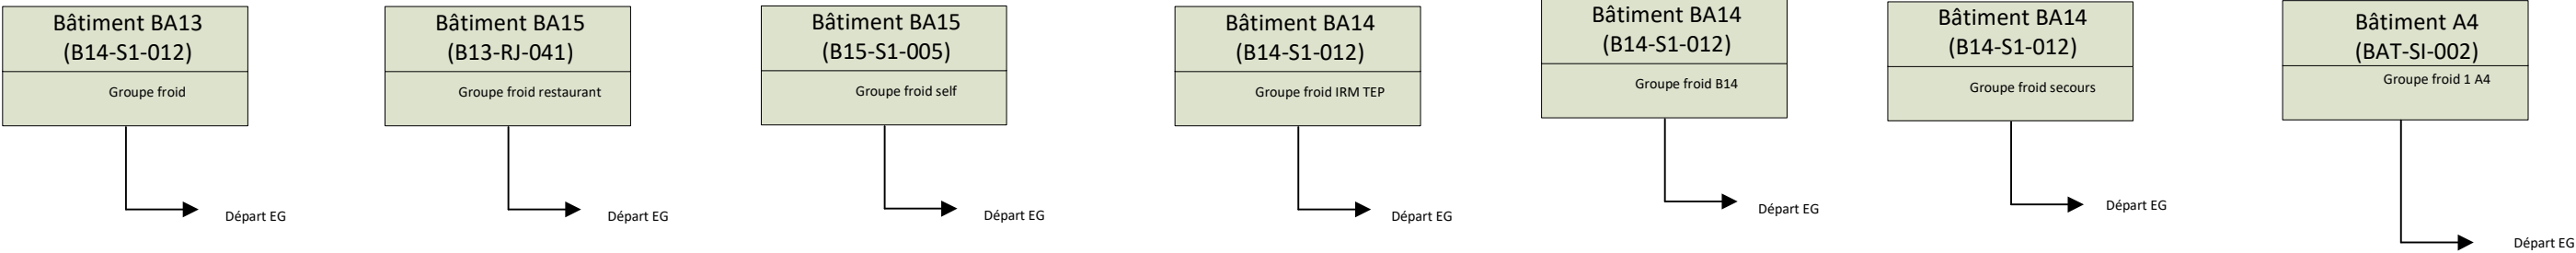 Bâtiment BA13
(B14-S1-012)
Groupe froid
Départ EG
Bâtiment BA15
(B13-RJ-041)
Groupe froid restaurant
Départ EG
Bâtiment BA15
(B15-S1-005)
Groupe froid self
Départ EG
Bâtiment BA14
(B14-S1-012)
Groupe froid IRM TEP
Départ EG
Bâtiment BA14
(B14-S1-012)
Groupe froid B14
Départ EG
Bâtiment BA14
(B14-S1-012)
Groupe froid secours
Départ EG
Bâtiment A4
(BAT-SI-002)
Groupe froid 1 A4
Départ EG